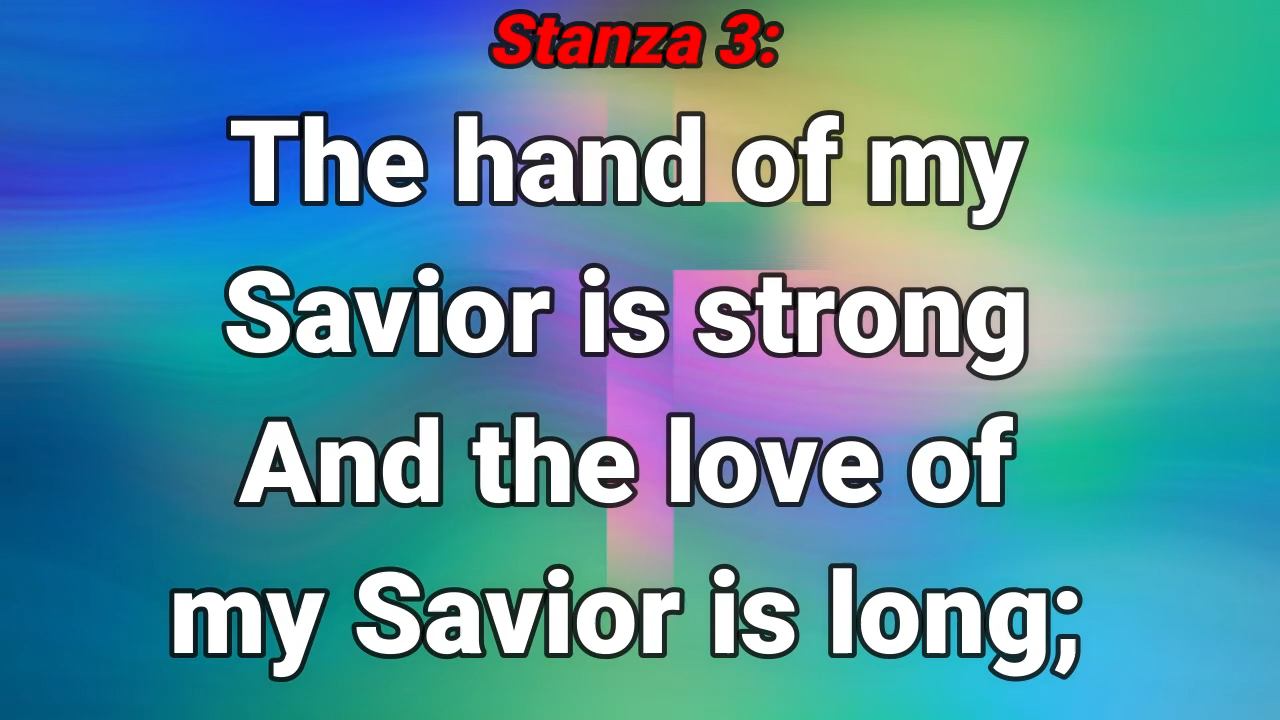 Stanza 3:
The hand of my
Savior is strong
And the love of
my Savior is long;